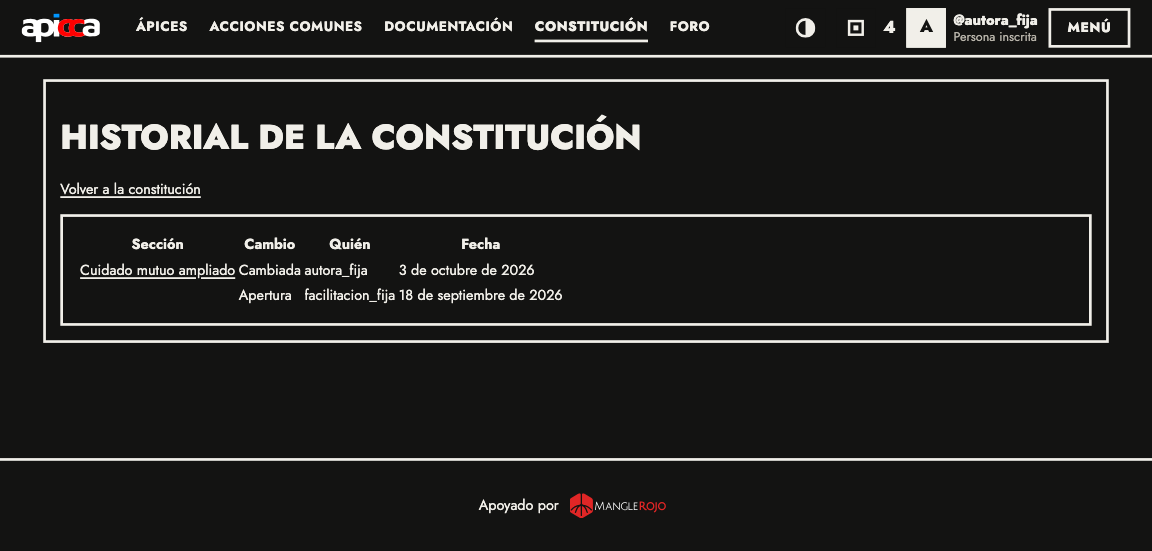 apicca ÁPICES ACCIONES COMUNES DOCUMENTACIÓN CONSTITUCIÓN FORO 4 A @autora_fija MENÚ
Persona inscrita
HISTORIAL DE LA CONSTITUCIÓN
Volver a la constitución
Sección Cambio Quién Fecha
Cuidado mutuo ampliado Cambiada autora_fija 3 de octubre de 2026
Apertura facilitacion_fija 18 de septiembre de 2026
Apoyado por MANGLEROJO